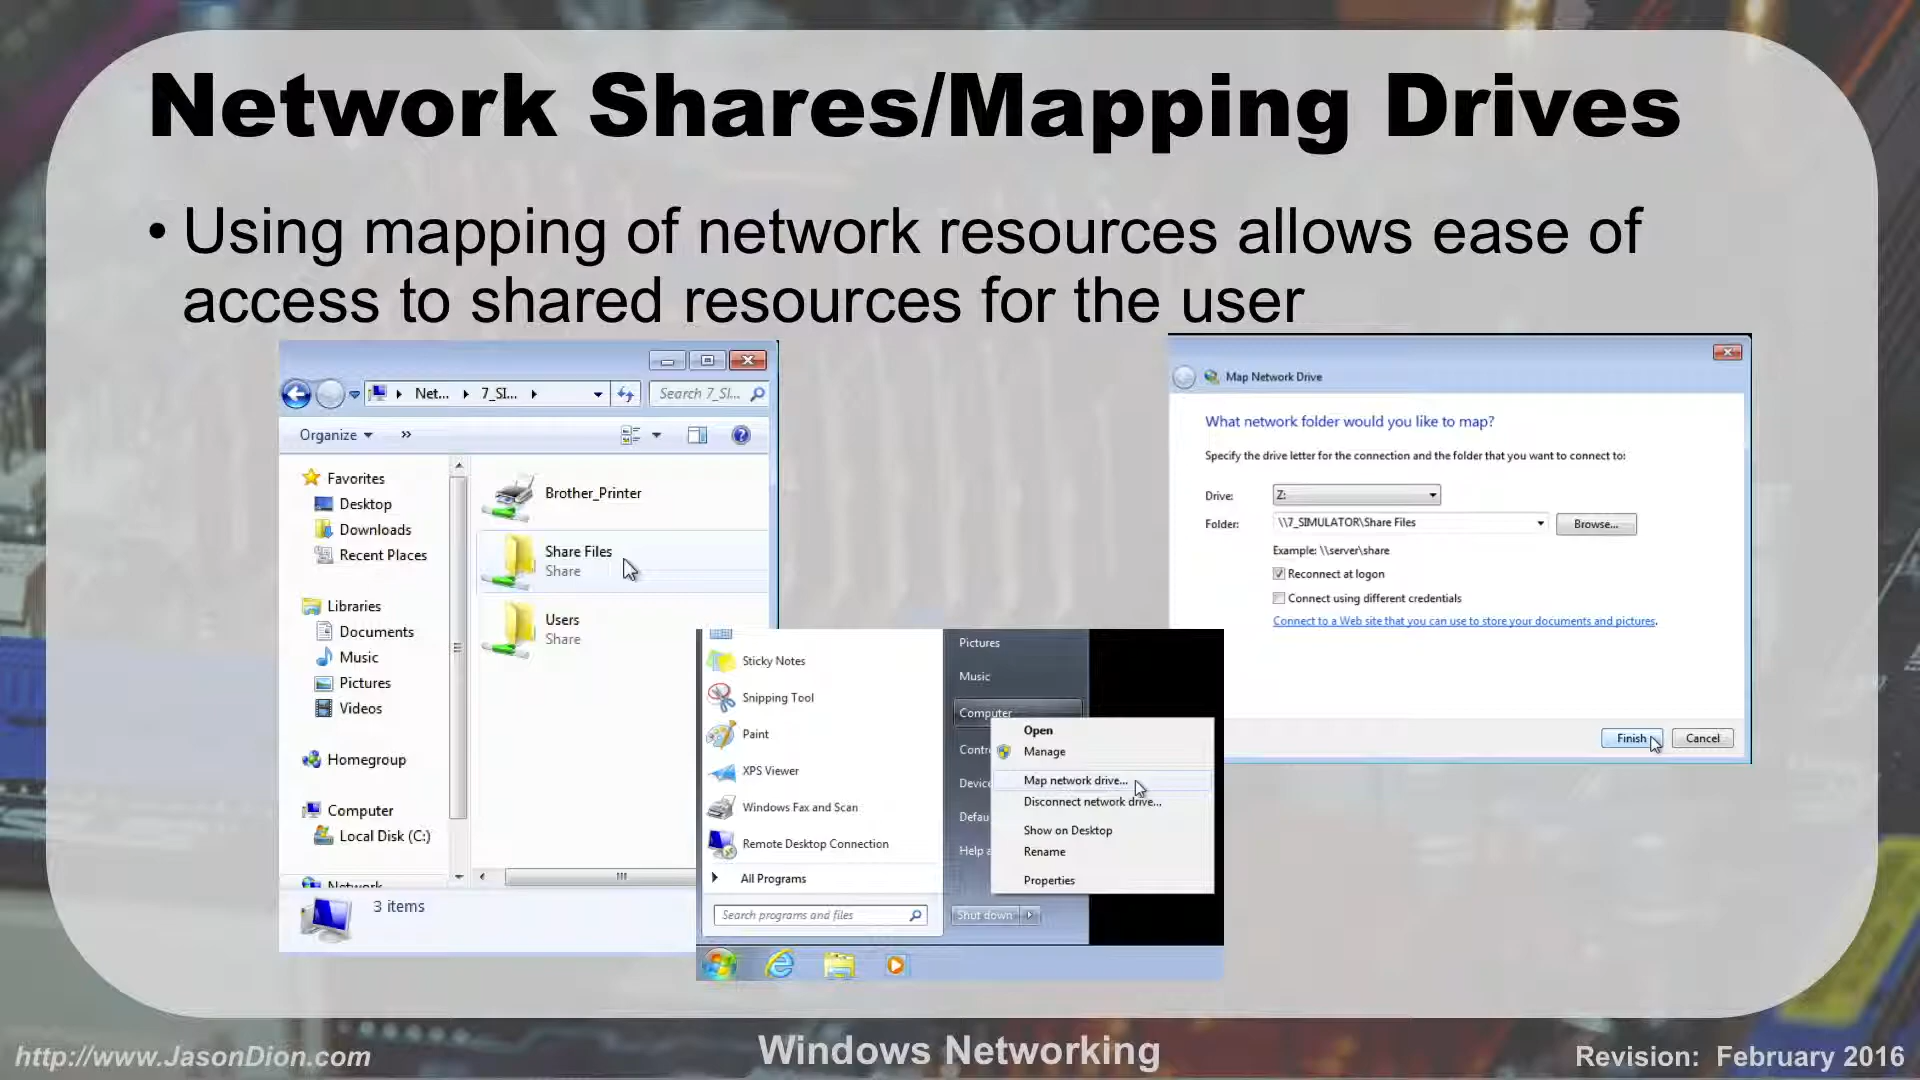 Network Shares/Mapping Drives
• Using mapping of network resources allows ease of
access to shared resources for the user
Net...
7_SI...
Search 7_SI...
Organize
»
Favorites
Desktop
Downloads
Recent Places
Libraries
Documents
Music
Pictures
Videos
Homegroup
Computer
Local Disk (C:)
Network
3 items
Brother_Printer
Share Files
Share
Users
Share
Sticky Notes
Snipping Tool
Paint
XPS Viewer
Windows Fax and Scan
Remote Desktop Connection
All Programs
Search programs and files
Pictures
Music
Computer
Contr
Device
Defau
Help a
Shut down
Open
Manage
Map network drive...
Disconnect network drive...
Show on Desktop
Rename
Properties
Map Network Drive
What network folder would you like to map?
Specify the drive letter for the connection and the folder that you want to connect to:
Drive: Z:
Folder: \\7_SIMULATOR\Share Files Browse...
Example: \\server\share
Reconnect at logon
Connect using different credentials
Connect to a Web site that you can use to store your documents and pictures.
Finish Cancel
http://www.JasonDion.com
Windows Networking
Revision: February 2016